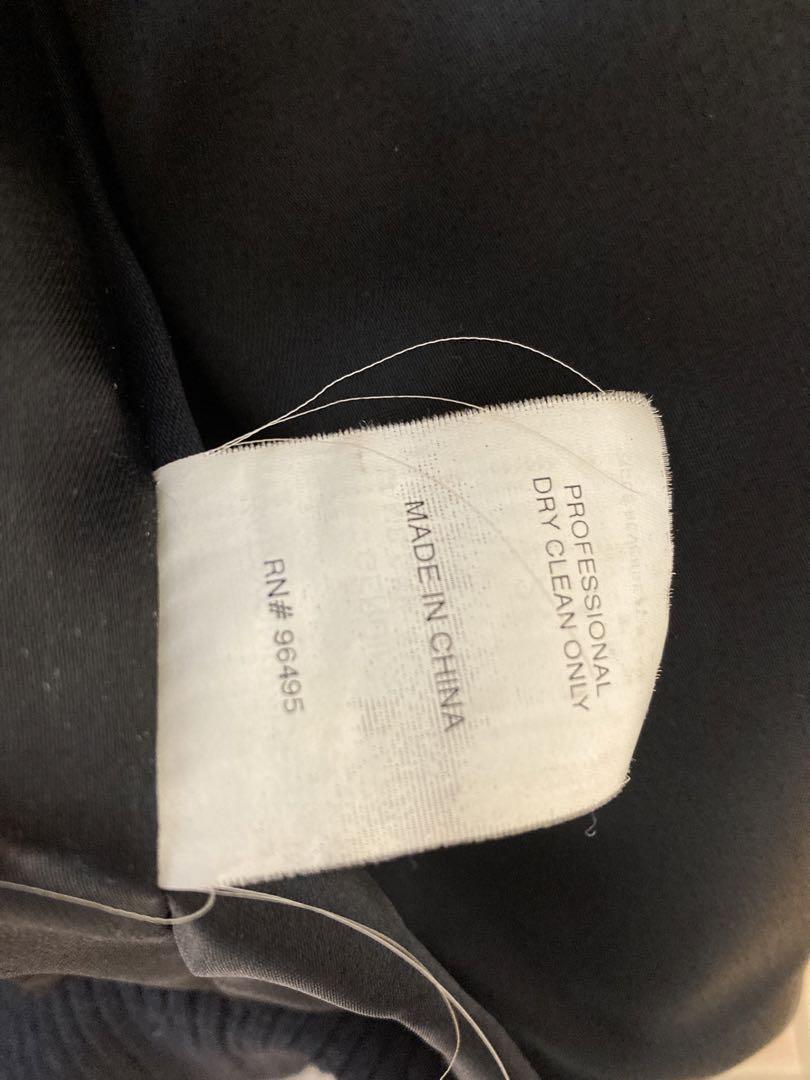 PROFESSIONAL
DRY CLEAN ONLY
MADE IN CHINA
RN# 96495